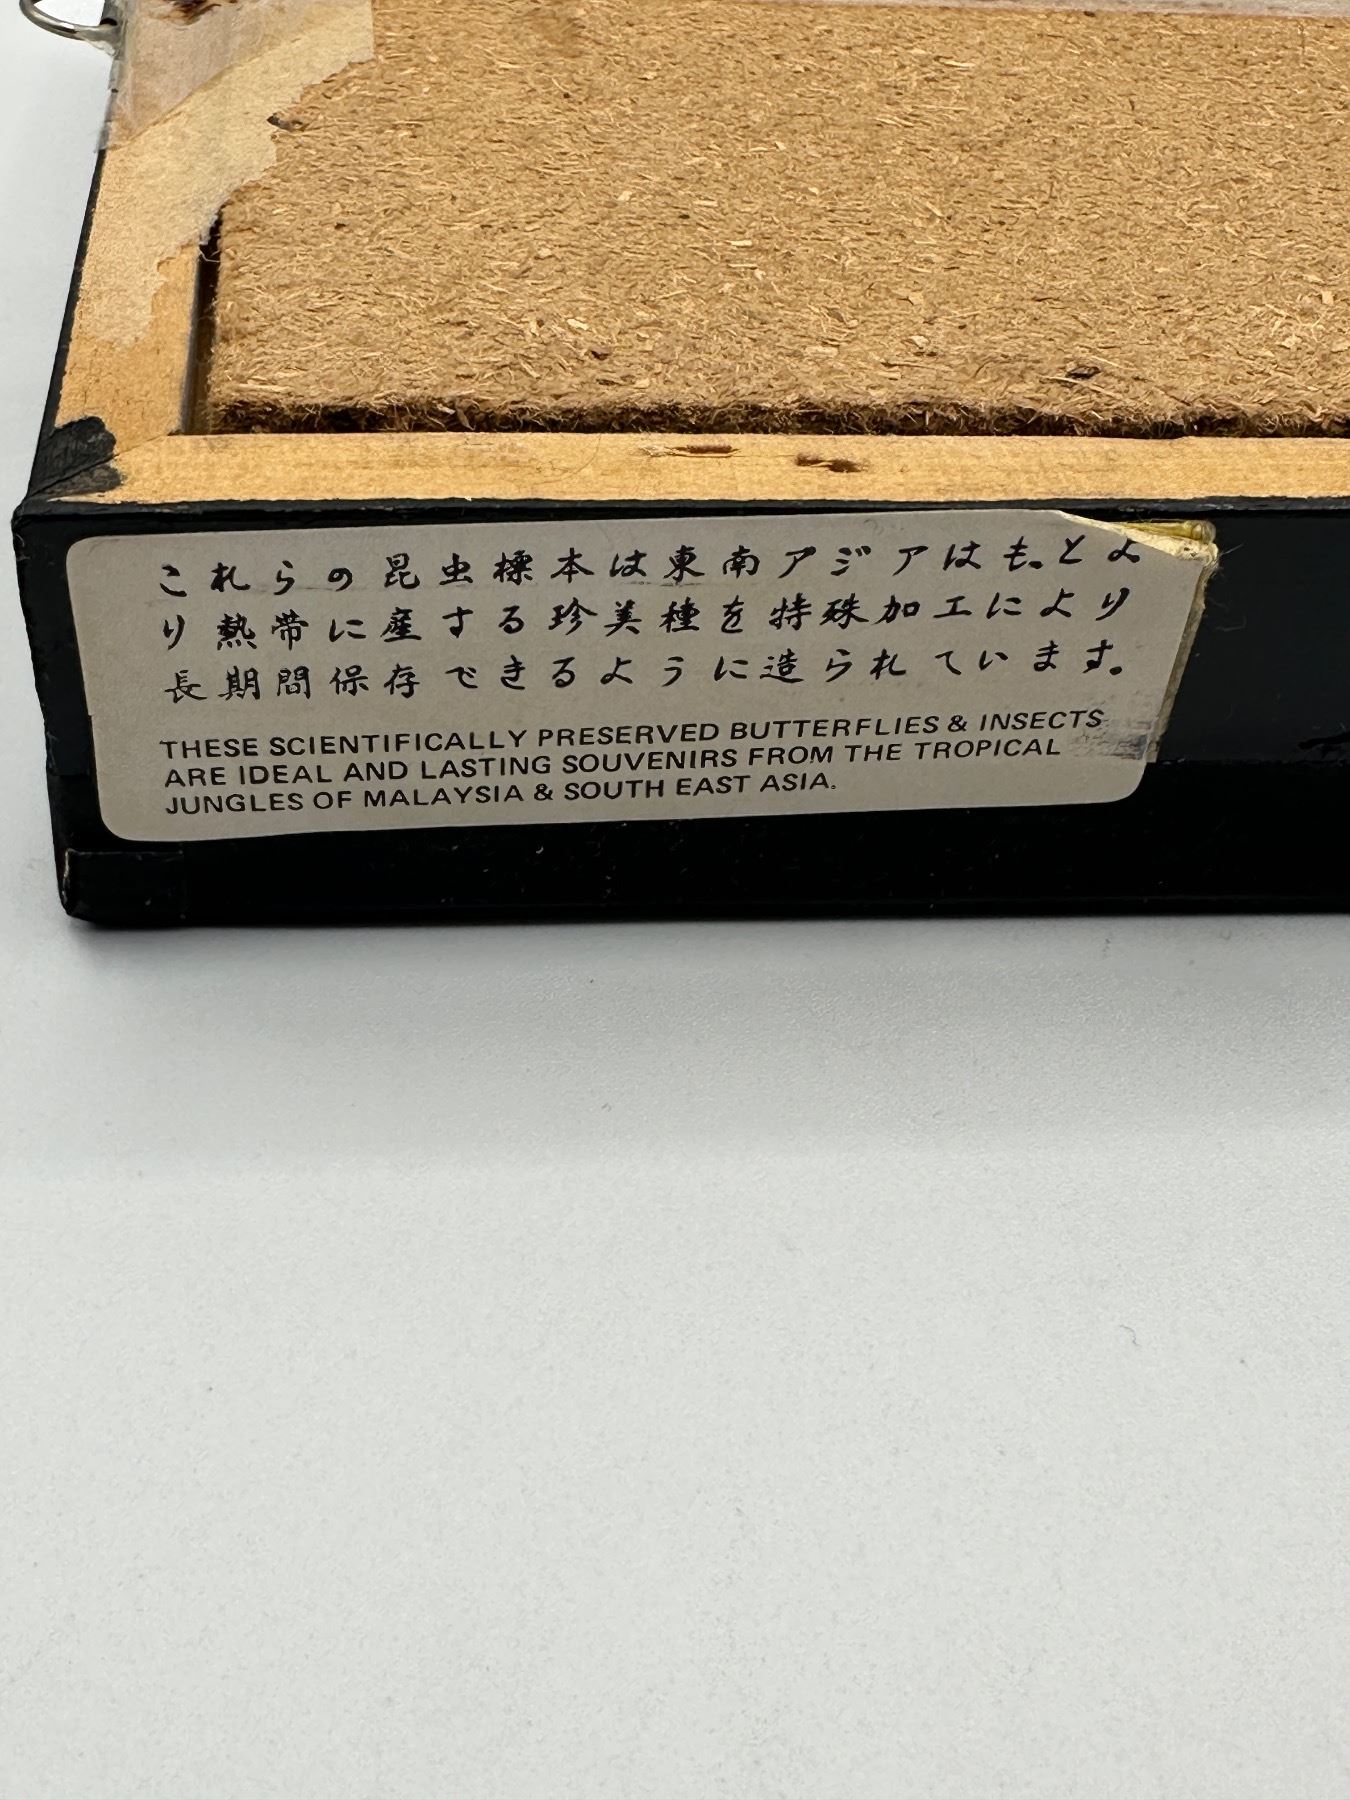 これらの昆虫標本は東南アジアはもとよ
り熱帯に産する珍美種を特殊加工により
長期間保存できるように造られています。
THESE SCIENTIFICALLY PRESERVED BUTTERFLIES & INSECTS
ARE IDEAL AND LASTING SOUVENIRS FROM THE TROPICAL
JUNGLES OF MALAYSIA & SOUTH EAST ASIA.